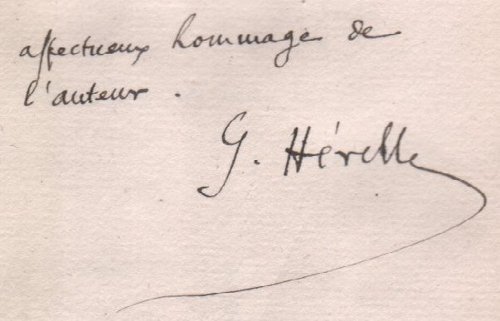 affectueux hommage de
l'auteur.
G. Hérelle